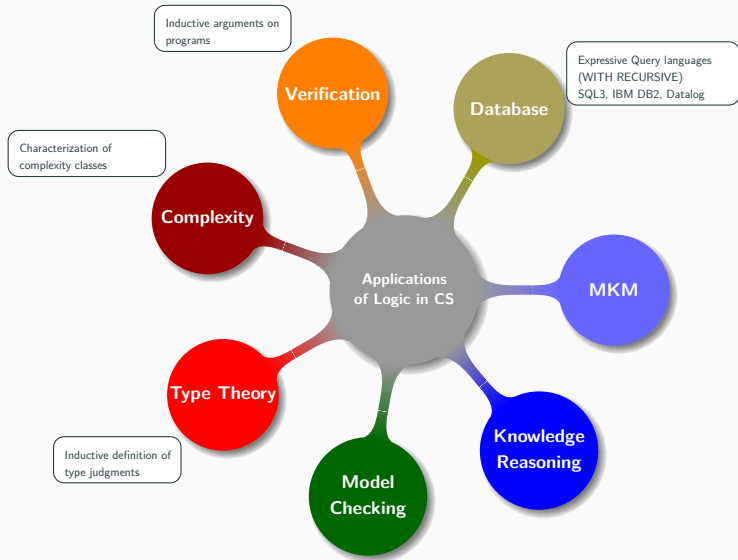 Inductive arguments on
programs
Verification
Expressive Query languages
(WITH RECURSIVE)
SQL3, IBM DB2, Datalog
Database
Characterization of
complexity classes
Complexity
Applications
of Logic in CS
MKM
Type Theory
Inductive definition of
type judgments
Model
Checking
Knowledge
Reasoning